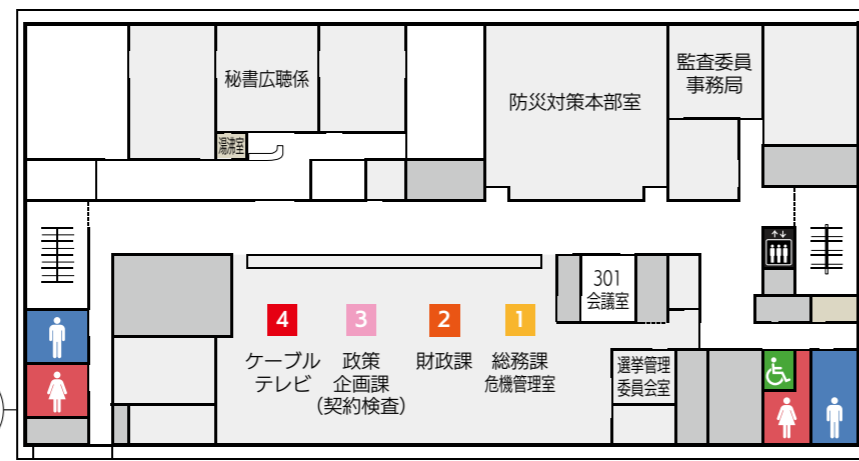 秘書広聴係
湯沸室
防災対策本部室
監査委員
事務局
301
会議室
4
ケーブル
テレビ
3
政策
企画課
(契約検査)
2
財政課
1
総務課
危機管理室
選挙管理
委員会室